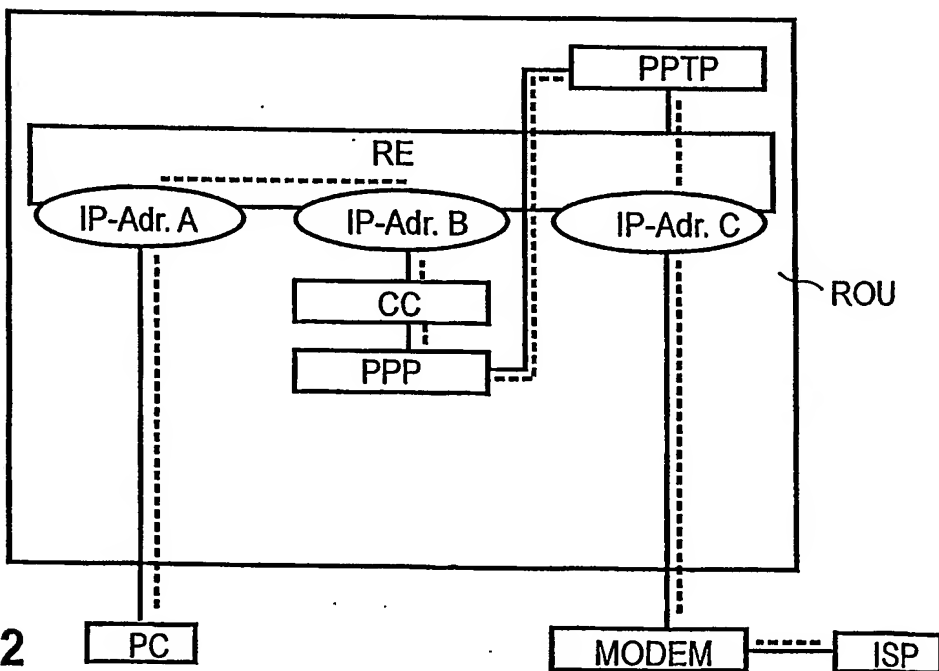 PPTP
RE
IP-Adr. A
IP-Adr. B
IP-Adr. C
CC
ROU
PPP
2
PC
MODEM
ISP